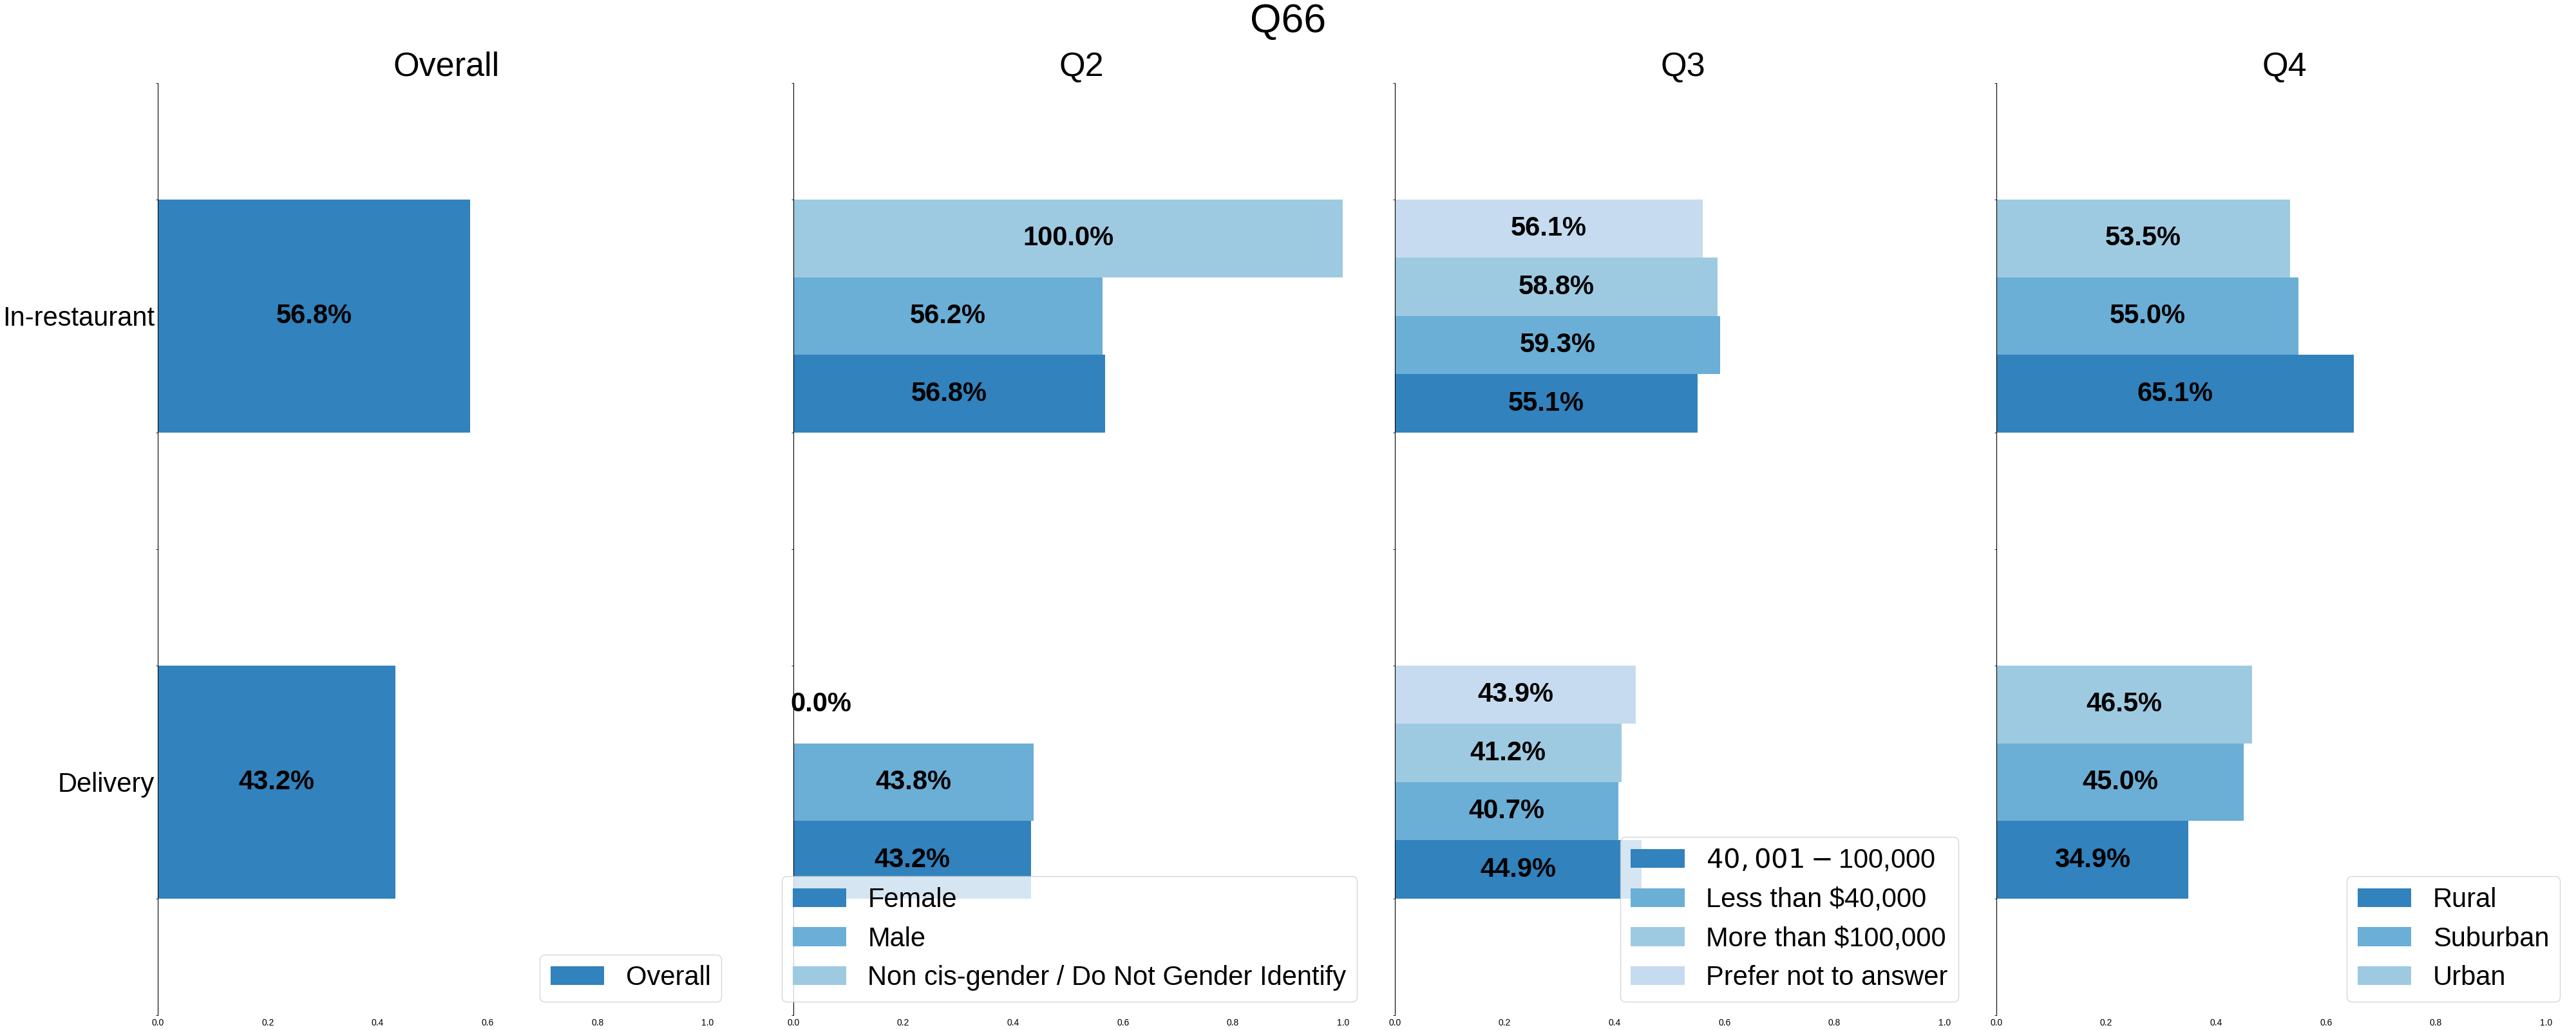 Q66
Overall
Q2
Q3
Q4
In-restaurant
Delivery
56.8%
43.2%
Overall
0.0 0.2 0.4 0.6 0.8 1.0
100.0%
56.2%
56.8%
0.0%
43.8%
43.2%
Female
Male
Non cis-gender / Do Not Gender Identify
0.0 0.2 0.4 0.6 0.8 1.0
56.1%
58.8%
59.3%
55.1%
43.9%
41.2%
40.7%
44.9%
40,001 - $100,000
Less than $40,000
More than $100,000
Prefer not to answer
0.0 0.2 0.4 0.6 0.8 1.0
53.5%
55.0%
65.1%
46.5%
45.0%
34.9%
Rural
Suburban
Urban
0.0 0.2 0.4 0.6 0.8 1.0